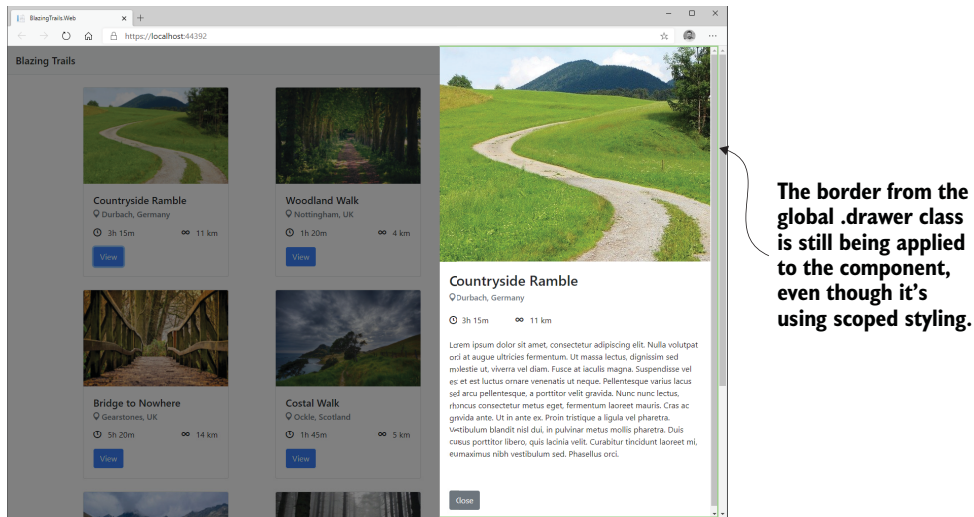 BlazingTrails.Web
https://localhost:44392
Blazing Trails
Countryside Ramble
Durbach, Germany
3h 15m ∞ 11 km
View
Woodland Walk
Nottingham, UK
1h 20m ∞ 4 km
View
Bridge to Nowhere
Gearstones, UK
5h 20m ∞ 14 km
View
Costal Walk
Ockle, Scotland
1h 45m ∞ 5 km
View
Countryside Ramble
Durbach, Germany
3h 15m ∞ 11 km
Lorem ipsum dolor sit amet, consectetur adipiscing elit. Nulla volutpat
orci at augue ultricies fermentum. Ut massa lectus, dignissim sed
molestie ut, viverra vel diam. Fusce at iaculis magna. Suspendisse vel
est et est luctus ornare venenatis ut neque. Pellentesque varius lacus
sed arcu pellentesque, a porttitor velit gravida. Nunc nunc lectus,
rhoncus consectetur metus eget, fermentum laoreet mauris. Cras ac
gravida ante. Ut in ante ex. Proin tristique a ligula vel pharetra.
Vestibulum blandit nisl dui, in pulvinar metus mollis pharetra. Duis
cursus porttitor libero, quis lacinia velit. Curabitur tincidunt laoreet mi,
eu maximus nibh vestibulum sed. Phasellus orci.
Close
The border from the
global .drawer class
is still being applied
to the component,
even though it's
using scoped styling.